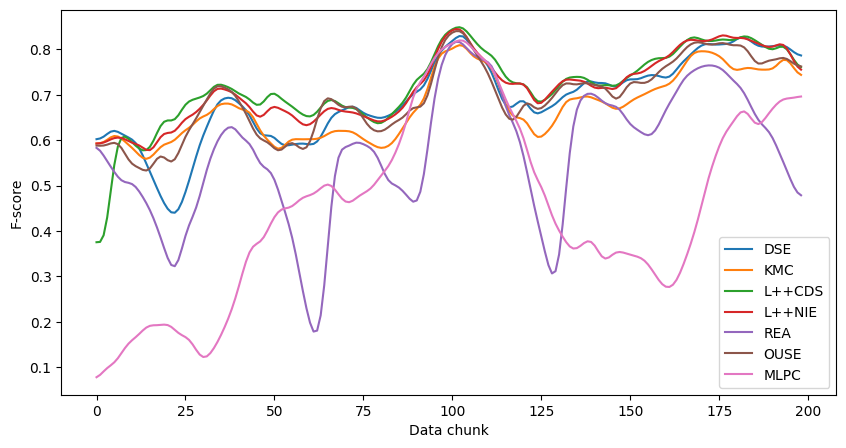 0.8
0.7
0.6
0.5
0.4
0.3
0.2
0.1
F-score
0 25 50 75 100 125 150 175 200
Data chunk
DSE
KMC
L++CDS
L++NIE
REA
OUSE
MLPC